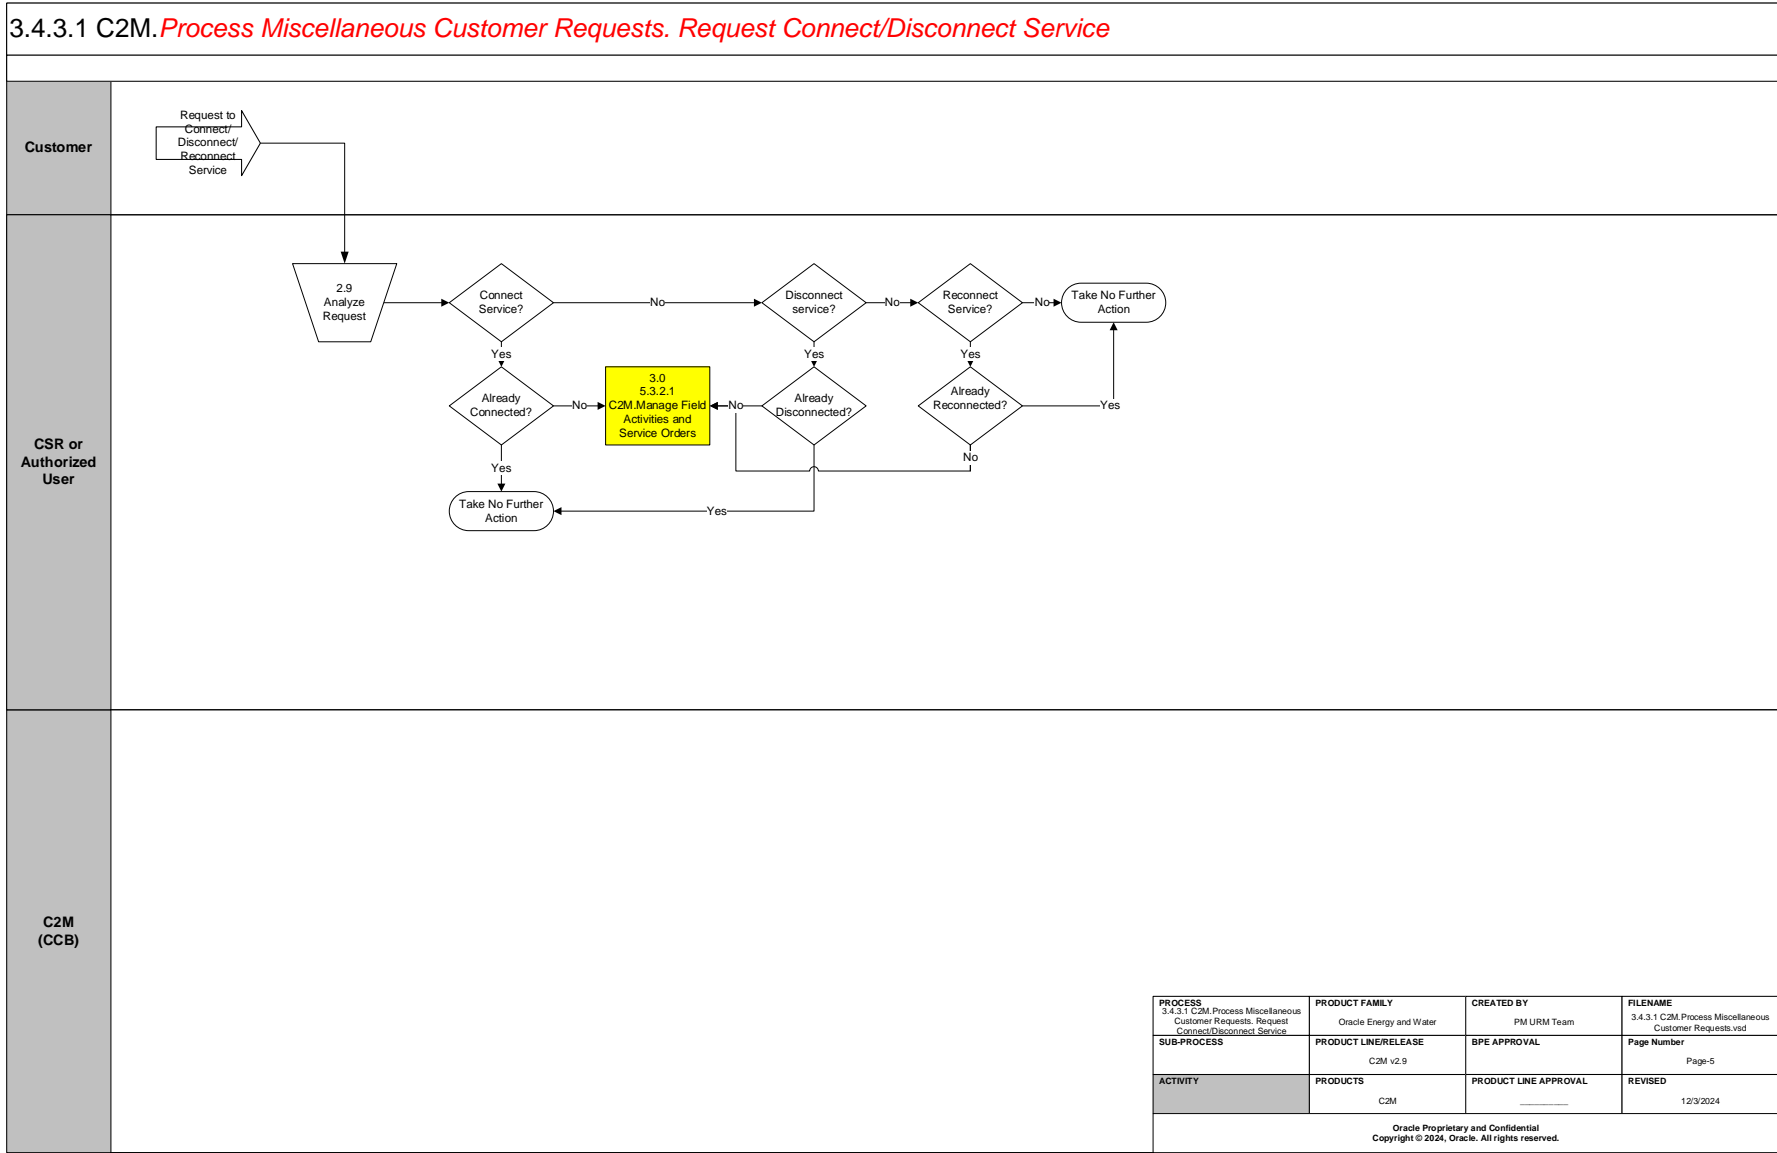 3.4.3.1 C2M.Process Miscellaneous Customer Requests. Request Connect/Disconnect Service
Customer
Request to
Connect/
Disconnect/
Reconnect
Service
CSR or
Authorized
User
2.9
Analyze
Request
Connect
Service?
No
Disconnect
service?
No
Reconnect
Service?
No
Take No Further
Action
Yes
Yes
Yes
Already
Connected?
No
3.0
5.3.2.1
C2M.Manage Field
Activities and
Service Orders
No
Already
Disconnected?
Already
Reconnected?
Yes
No
Yes
Take No Further
Action
Yes
C2M
(CCB)
PROCESS
3.4.3.1 C2M.Process Miscellaneous
Customer Requests. Request
Connect/Disconnect Service
PRODUCT FAMILY
Oracle Energy and Water
CREATED BY
PM URM Team
FILENAME
3.4.3.1 C2M.Process Miscellaneous
Customer Requests.vsd
SUB-PROCESS
PRODUCT LINE/RELEASE
C2M v2.9
BPE APPROVAL
Page Number
Page-5
ACTIVITY
PRODUCTS
C2M
PRODUCT LINE APPROVAL
___________
REVISED
12/3/2024
Oracle Proprietary and Confidential
Copyright © 2024, Oracle. All rights reserved.